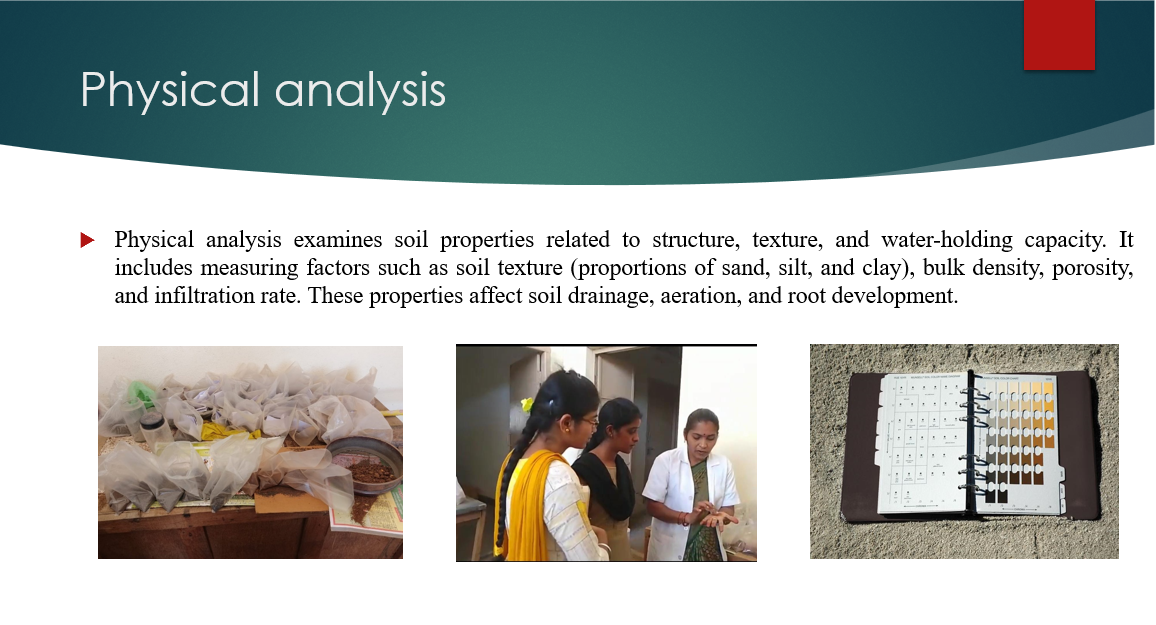 Physical analysis
Physical analysis examines soil properties related to structure, texture, and water-holding capacity. It
includes measuring factors such as soil texture (proportions of sand, silt, and clay), bulk density, porosity,
and infiltration rate. These properties affect soil drainage, aeration, and root development.